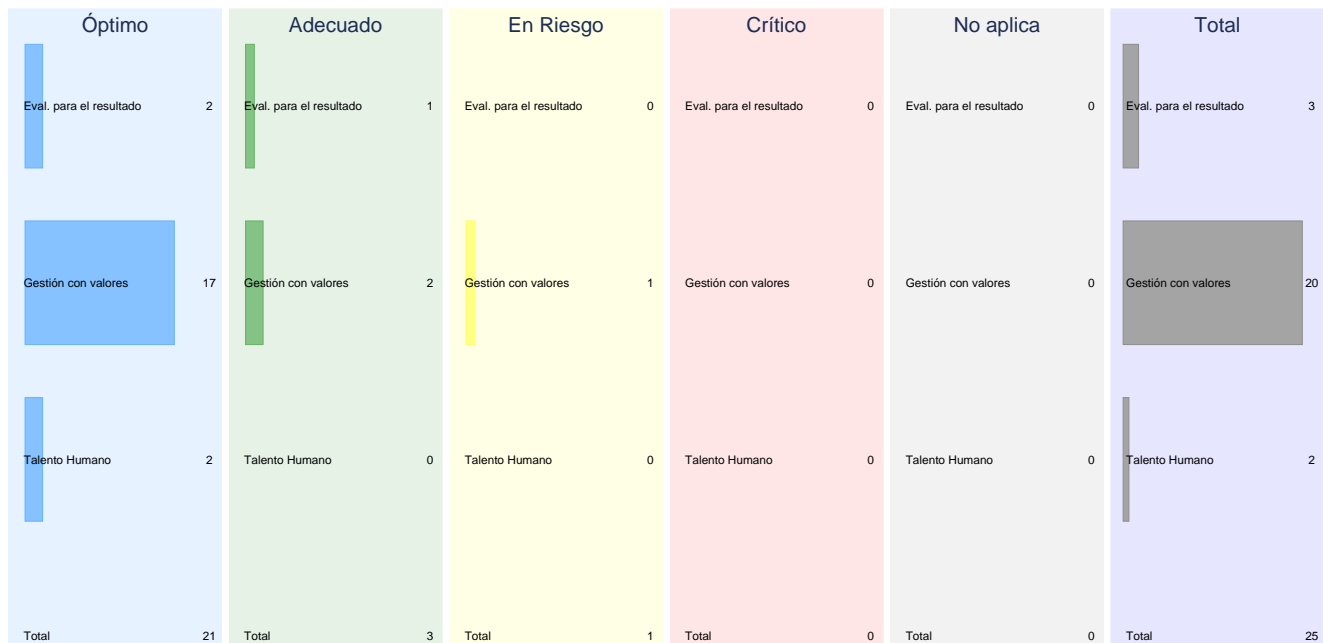 Óptimo Adecuado En Riesgo Crítico No aplica Total
Eval. para el resultado 2 Eval. para el resultado 1 Eval. para el resultado 0 Eval. para el resultado 0 Eval. para el resultado 0 Eval. para el resultado 3
Gestión con valores 17 Gestión con valores 2 Gestión con valores 1 Gestión con valores 0 Gestión con valores 0 Gestión con valores 20
Talento Humano 2 Talento Humano 0 Talento Humano 0 Talento Humano 0 Talento Humano 0 Talento Humano 2
Total 21 Total 3 Total 1 Total 0 Total 0 Total 25